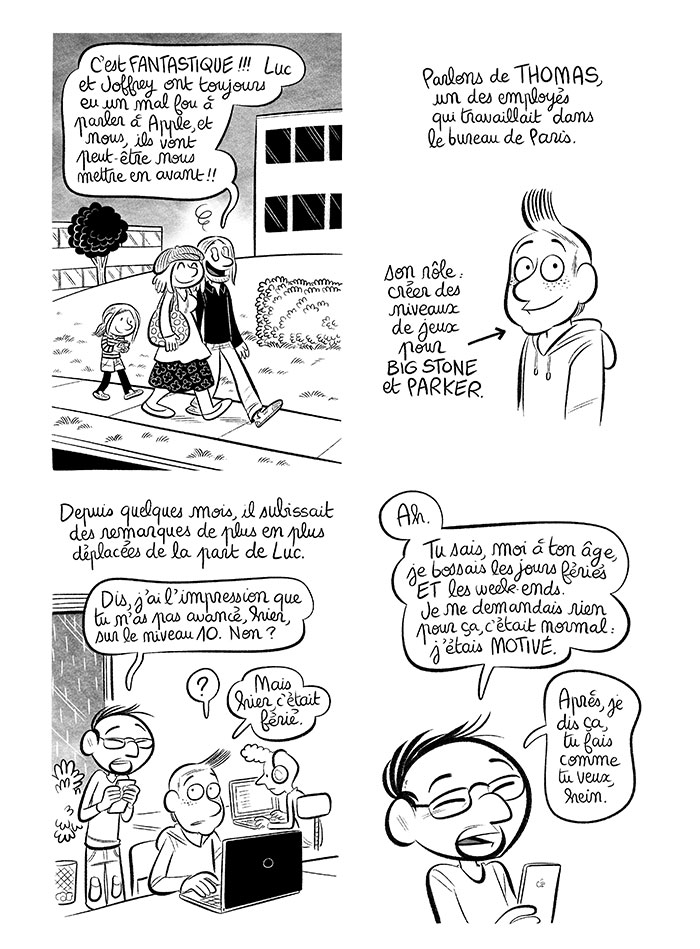 C'est FANTASTIQUE !!! Luc
et Joffrey ont toujours
eu un mal fou à
parler à Apple, et
nous, ils vont
peut-être nous
mettre en avant !!
Parlons de THOMAS,
un des employés
qui travaillait dans
le bureau de Paris.
son rôle :
créer des
niveaux
de jeux
pour
BIG STONE
et PARKER.
Depuis quelques mois, il subissait
des remarques de plus en plus
déplacées de la part de Luc.
Dis, j'ai l'impression que
tu n'as pas avancé, hier,
sur le niveau 10. Non ?
?
Mais
hier c'était
férié.
Ah.
Tu sais, moi à ton âge,
je bossais les jours fériés
ET les week-ends.
Je ne demandais rien
pour ça, c'était normal :
j'étais MOTIVÉ.
Après, je
dis ça,
tu fais
comme
tu veux,
hein.